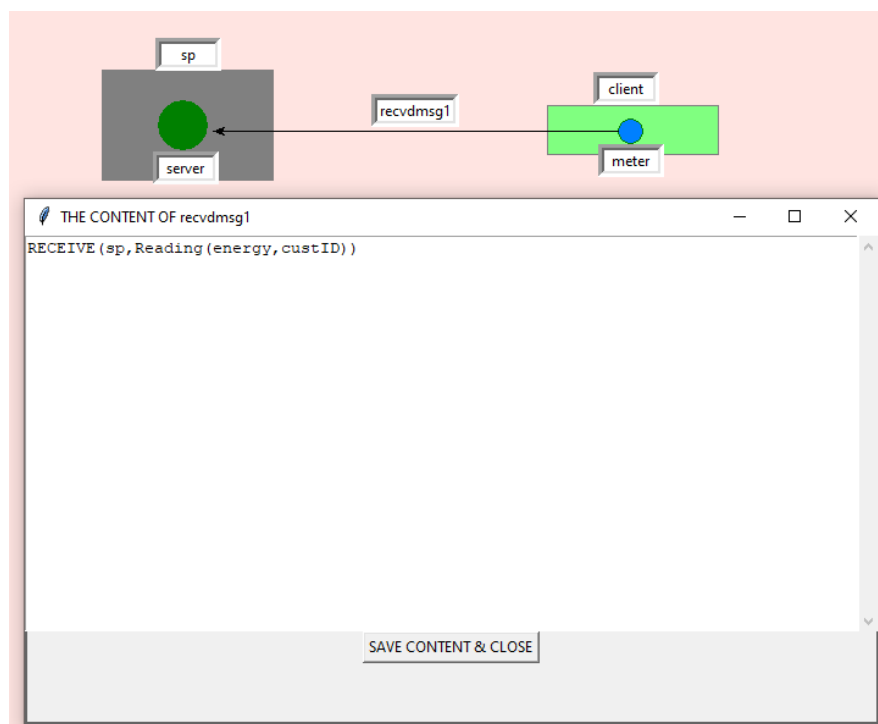 sp
client
recvdmsg1
server
meter
THE CONTENT OF recvdmsg1
RECEIVE(sp,Reading(energy,custID))
SAVE CONTENT & CLOSE